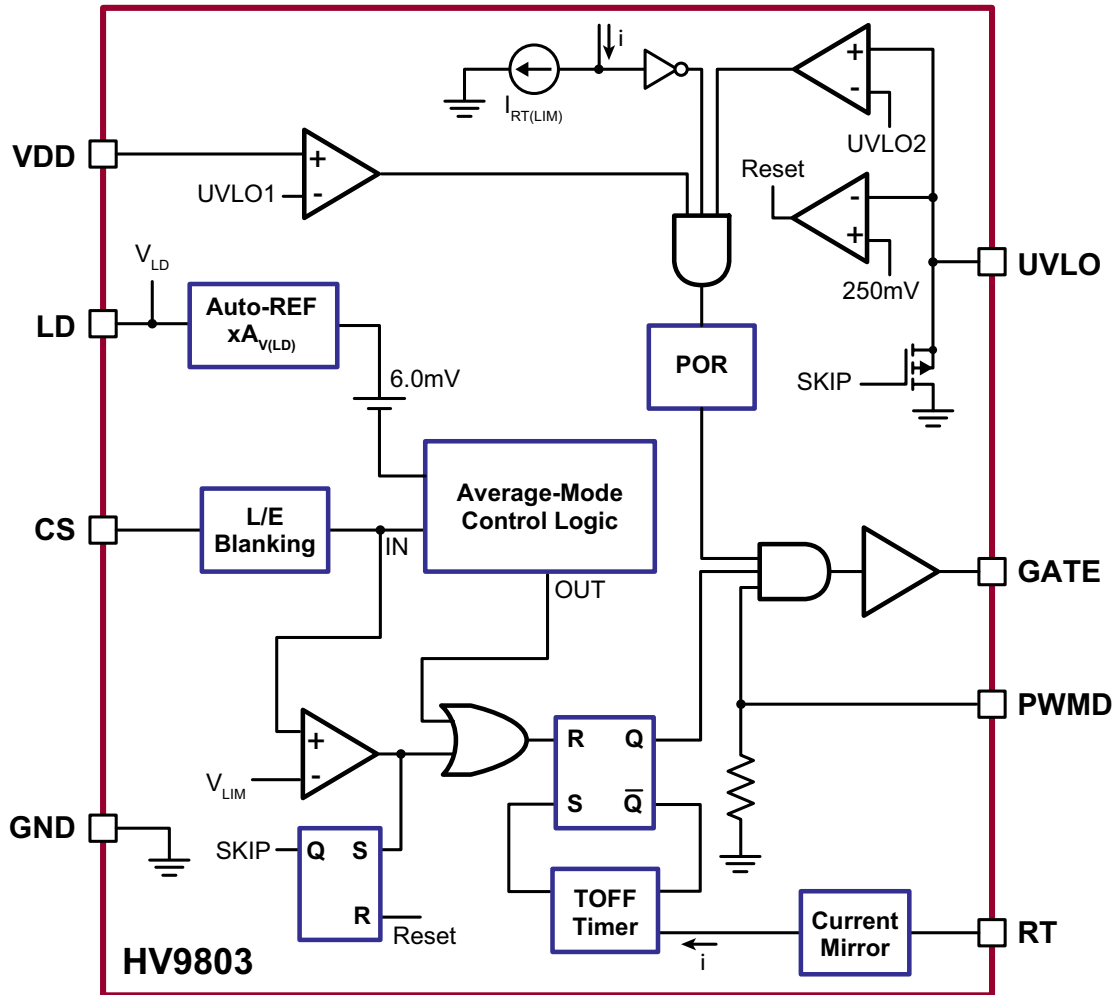 i
I_RT(LIM)
+
-
UVLO2
VDD
+
-
UVLO1
Reset
-
+
250mV
UVLO
V_LD
LD
Auto-REF
xA_V(LD)
6.0mV
POR
SKIP
CS
L/E
Blanking
IN
Average-Mode
Control Logic
OUT
GATE
PWMD
+
-
V_LIM
R Q
S Q̅
GND
SKIP
Q S
R
Reset
TOFF
Timer
i
Current
Mirror
RT
HV9803